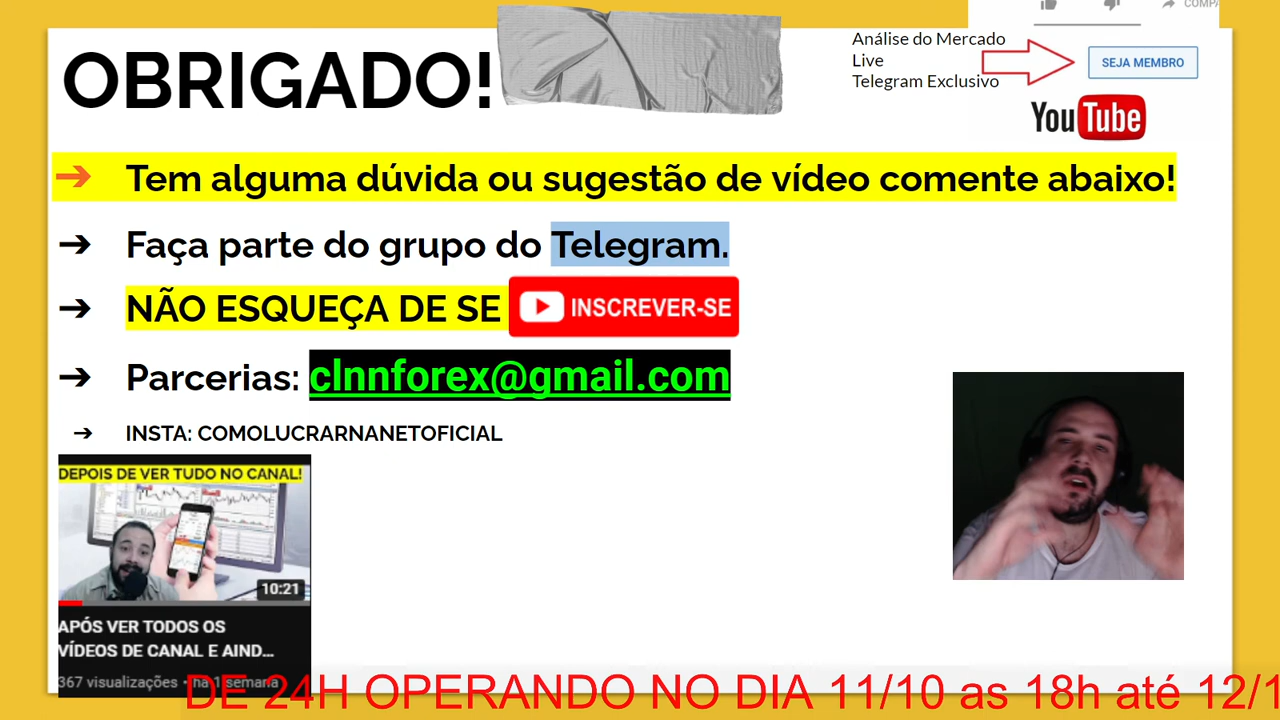 OBRIGADO!
Análise do Mercado
Live
Telegram Exclusivo
SEJA MEMBRO
YouTube
➔ Tem alguma dúvida ou sugestão de vídeo comente abaixo!
➔ Faça parte do grupo do Telegram.
➔ NÃO ESQUEÇA DE SE INSCREVER-SE
➔ Parcerias: clnnforex@gmail.com
➔ INSTA: COMOLUCRARNANETOFICIAL
DEPOIS DE VER TUDO NO CANAL!
10:21
APÓS VER TODOS OS
VÍDEOS DE CANAL E AIND...
367 visualizações • há 1 semana
DE 24H OPERANDO NO DIA 11/10 as 18h até 12/1